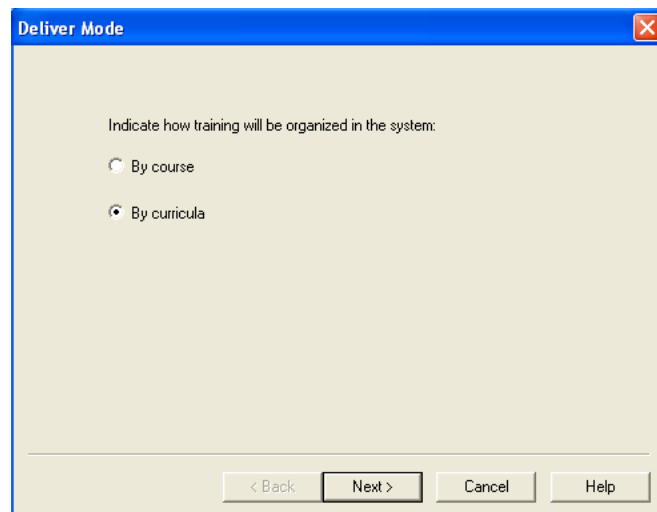 Deliver Mode
Indicate how training will be organized in the system:
By course
By curricula
< Back
Next >
Cancel
Help